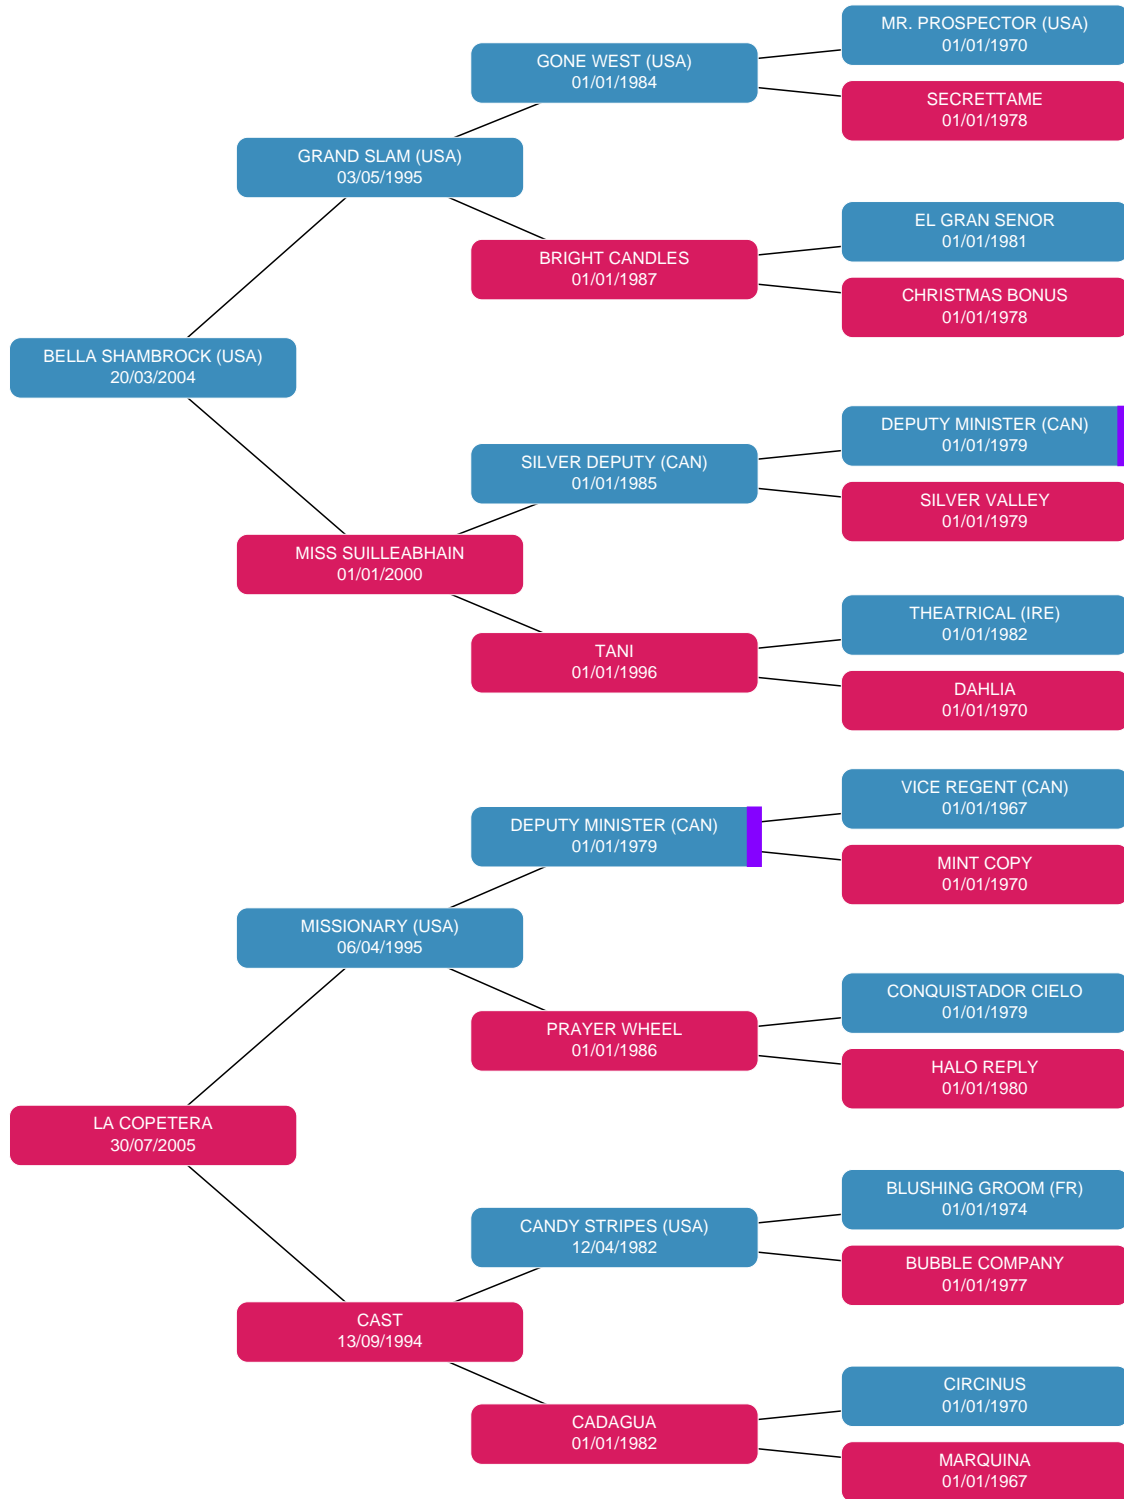 MR. PROSPECTOR (USA)
01/01/1970
GONE WEST (USA)
01/01/1984
SECRETTAME
01/01/1978
GRAND SLAM (USA)
03/05/1995
EL GRAN SENOR
01/01/1981
BRIGHT CANDLES
01/01/1987
CHRISTMAS BONUS
01/01/1978
BELLA SHAMBROCK (USA)
20/03/2004
DEPUTY MINISTER (CAN)
01/01/1979
SILVER DEPUTY (CAN)
01/01/1985
SILVER VALLEY
01/01/1979
MISS SUILLEABHAIN
01/01/2000
THEATRICAL (IRE)
01/01/1982
TANI
01/01/1996
DAHLIA
01/01/1970
VICE REGENT (CAN)
01/01/1967
DEPUTY MINISTER (CAN)
01/01/1979
MINT COPY
01/01/1970
MISSIONARY (USA)
06/04/1995
CONQUISTADOR CIELO
01/01/1979
PRAYER WHEEL
01/01/1986
HALO REPLY
01/01/1980
LA COPETERA
30/07/2005
BLUSHING GROOM (FR)
01/01/1974
CANDY STRIPES (USA)
12/04/1982
BUBBLE COMPANY
01/01/1977
CAST
13/09/1994
CIRCINUS
01/01/1970
CADAGUA
01/01/1982
MARQUINA
01/01/1967